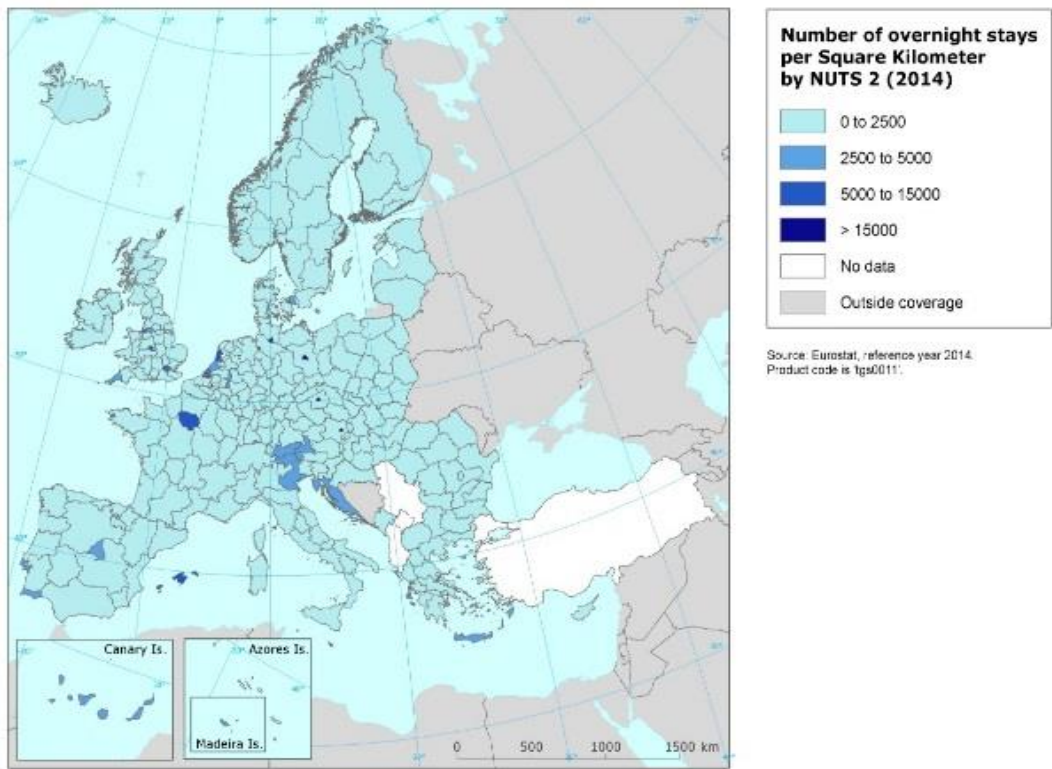 Number of overnight stays
per Square Kilometer
by NUTS 2 (2014)
0 to 2500
2500 to 5000
5000 to 15000
> 15000
No data
Outside coverage
Source: Eurostat, reference year 2014.
Product code is 'tgs0011'.
Canary Is.
Azores Is.
Madeira Is.
0 500 1000 1500 km